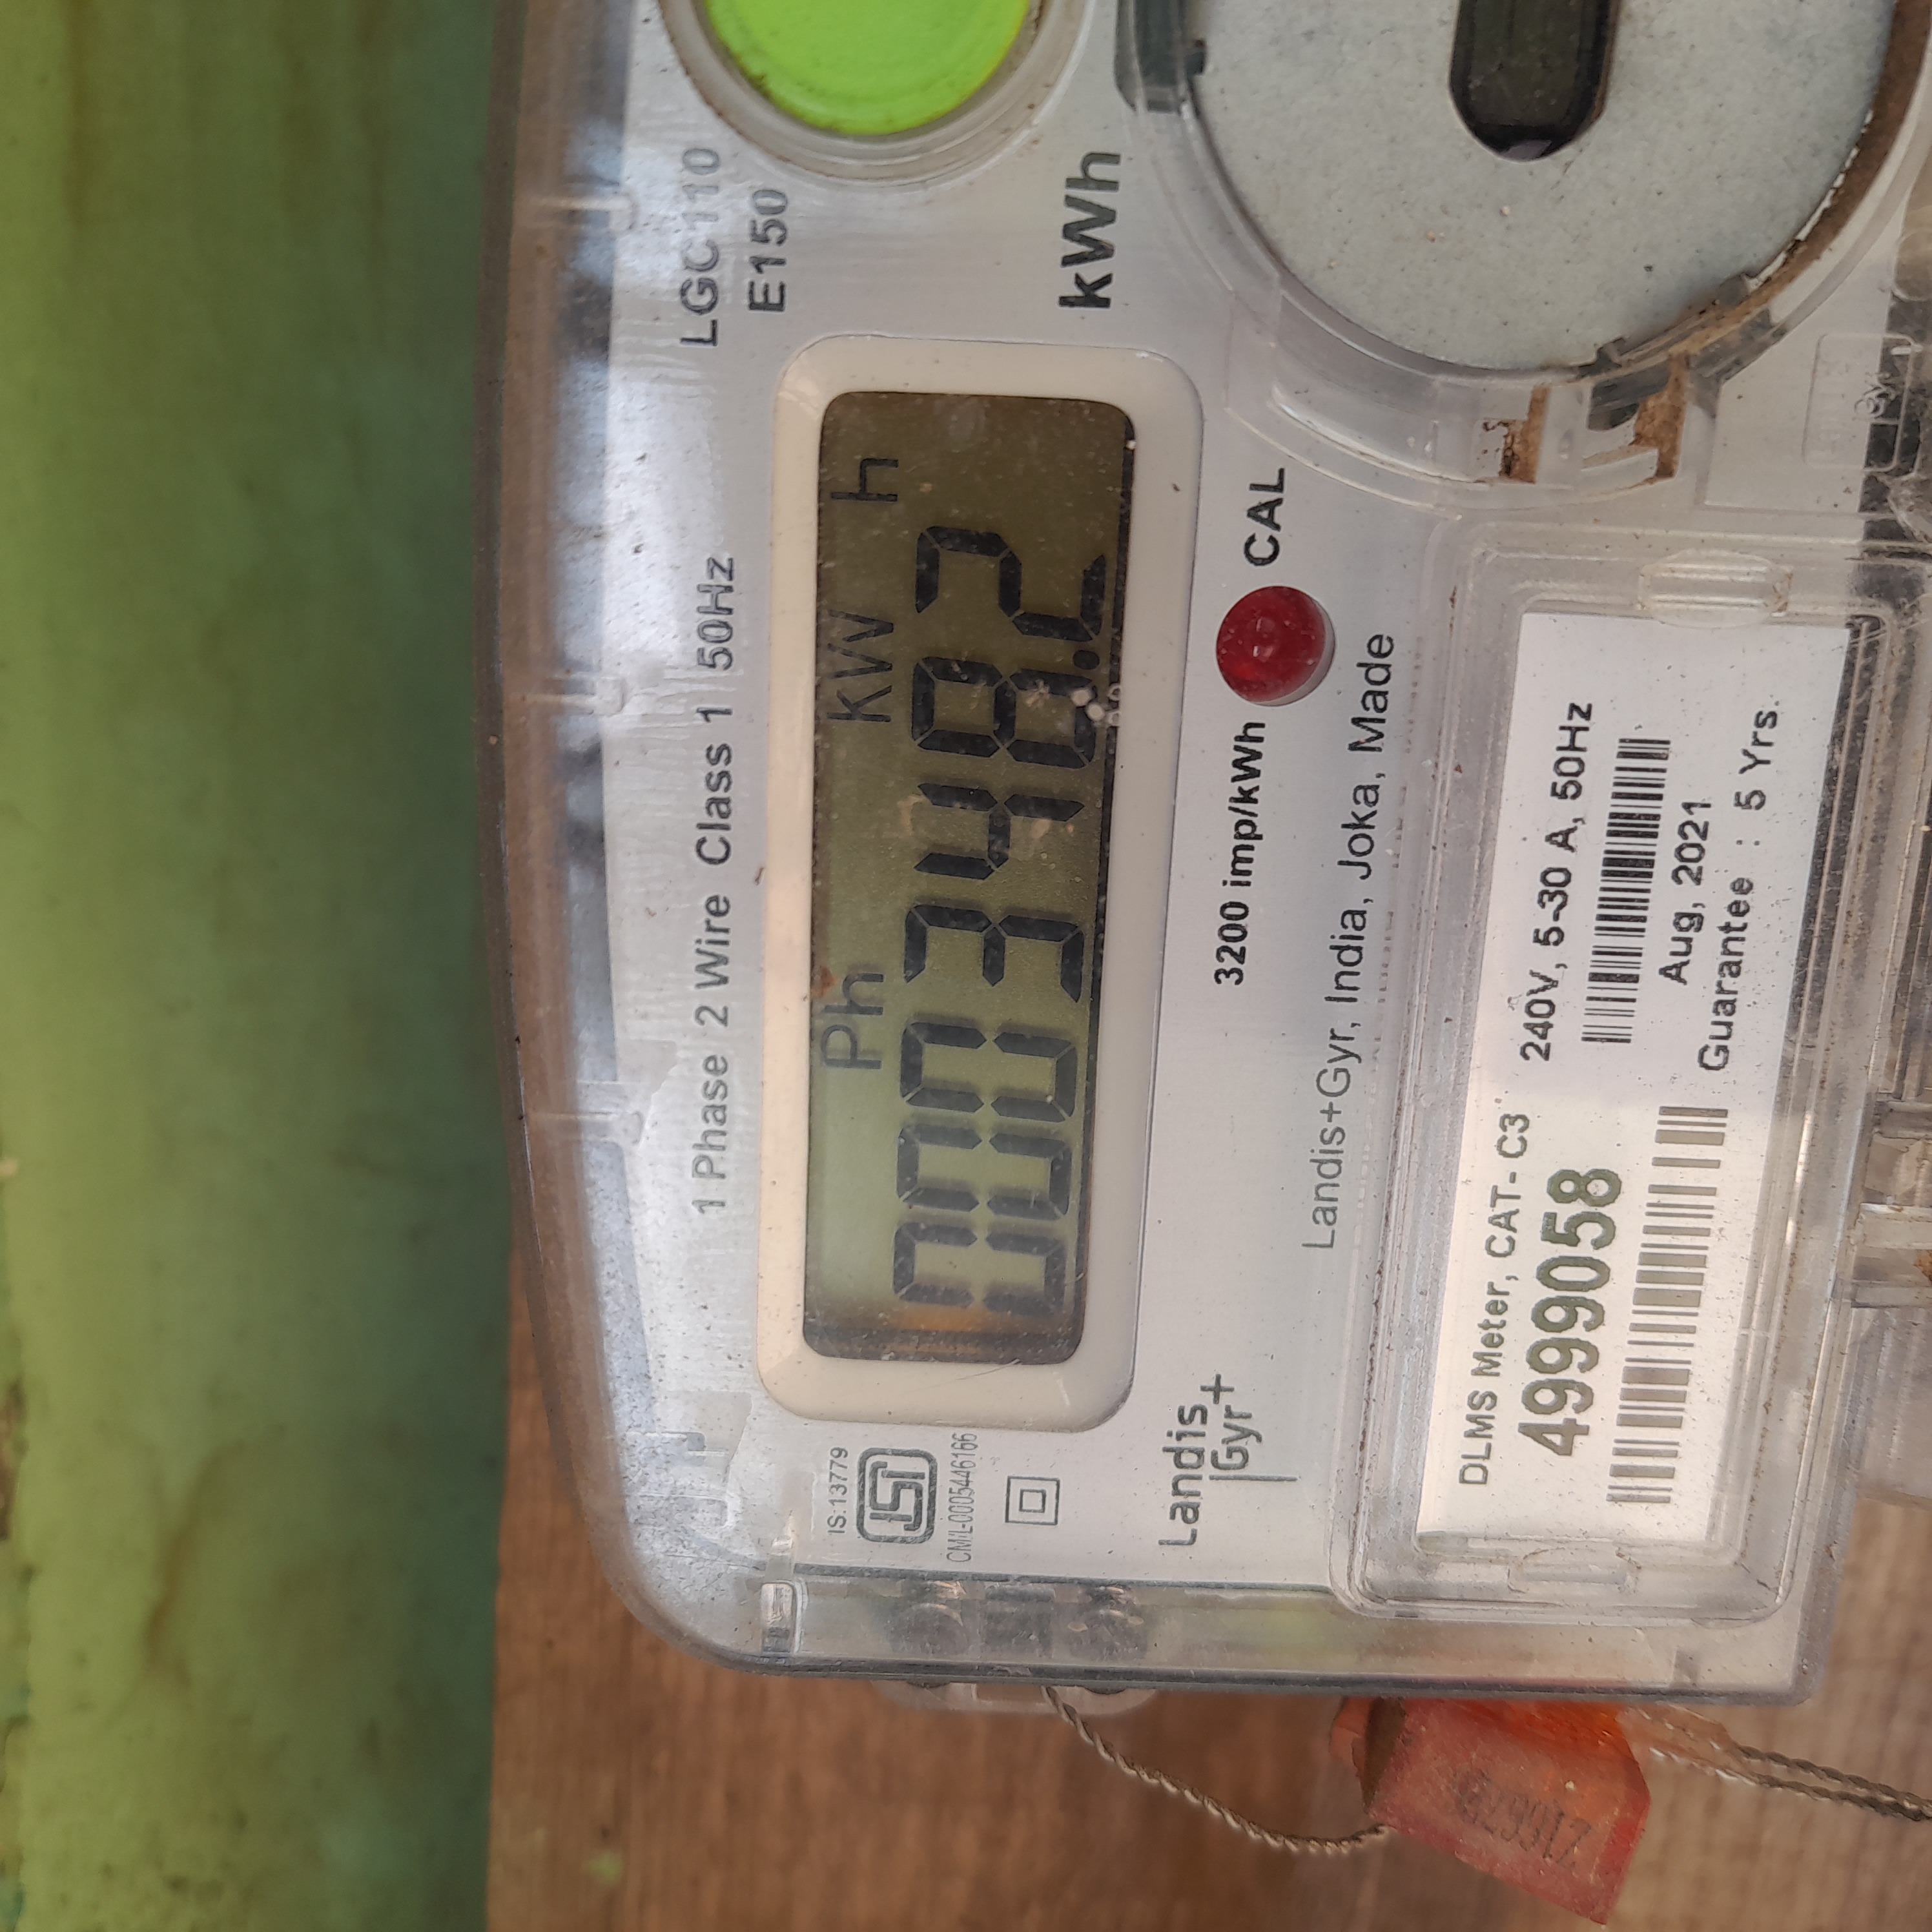 LGC110
E150
kWh
1 Phase 2 Wire Class 1 50Hz
Ph kW h
000348.2
CAL
3200 imp/kWh
IS:13779
ISI
CM/L-0005446166
Landis
Gyr+
Landis+Gyr, India, Joka, Made
DLMS Meter, CAT- C3 240V, 5-30 A, 50Hz
4999058
Aug, 2021
Guarantee : 5 Yrs.